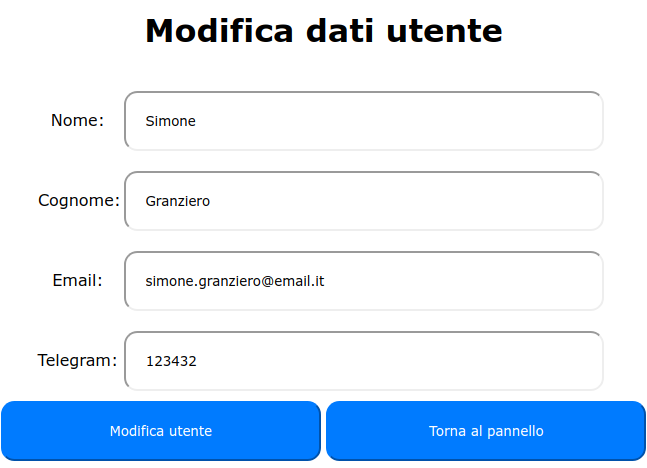 Modifica dati utente
Nome: Simone
Cognome: Granziero
Email: simone.granziero@email.it
Telegram: 123432
Modifica utente Torna al pannello